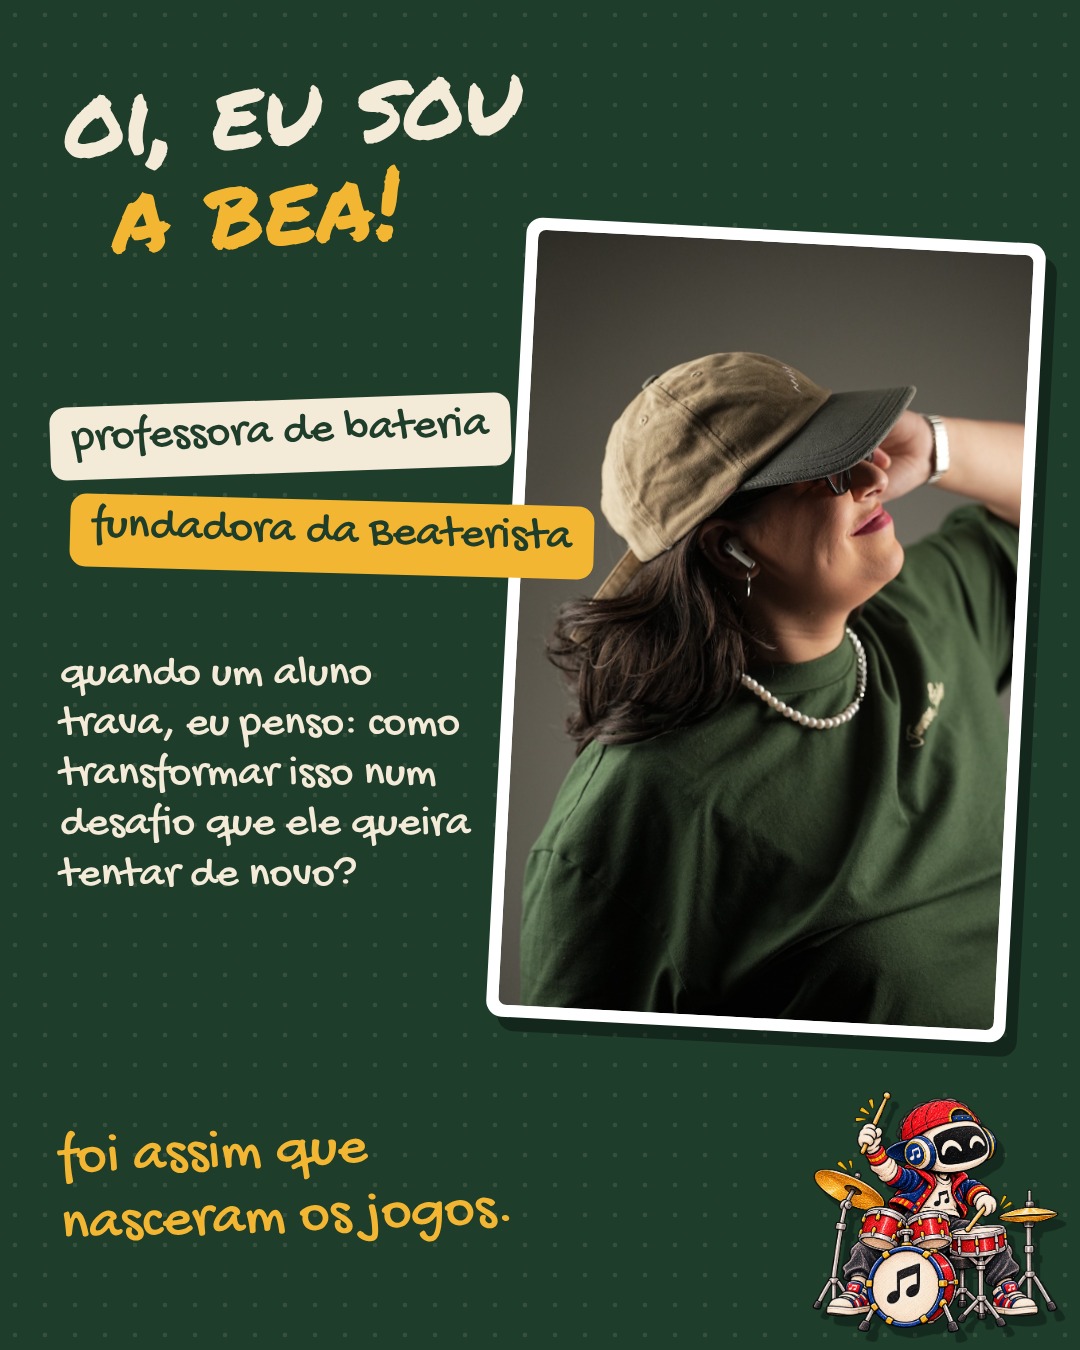 OI, EU SOU
A BEA!
professora de bateria
fundadora da Beaterista
quando um aluno
trava, eu penso: como
transformar isso num
desafio que ele queira
tentar de novo?
foi assim que
nasceram os jogos.